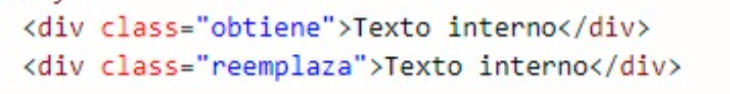 <div class="obtiene">Texto interno</div>
<div class="reemplaza">Texto interno</div>